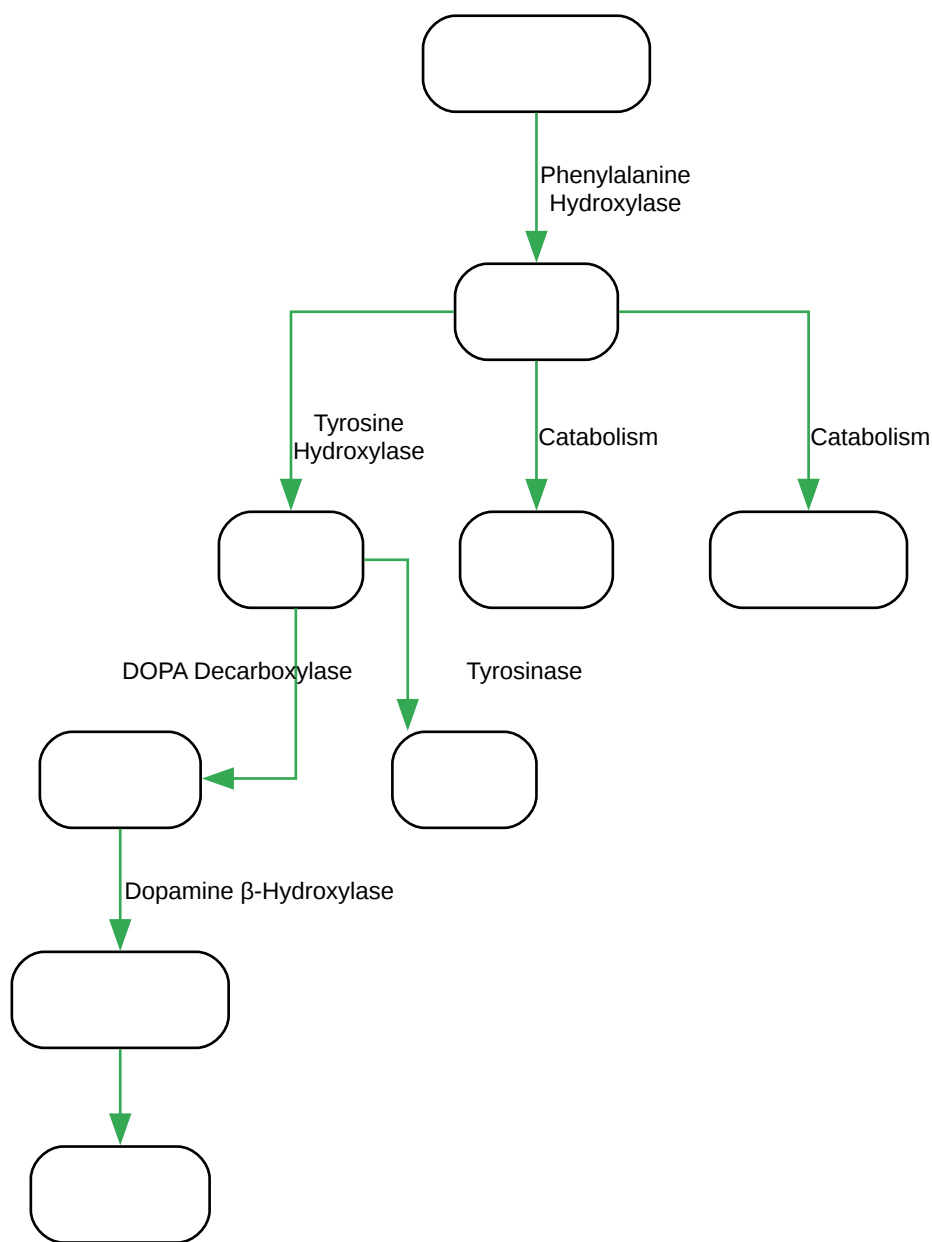 Phenylalanine
Hydroxylase
Tyrosine
Hydroxylase
Catabolism
Catabolism
DOPA Decarboxylase
Tyrosinase
Dopamine β-Hydroxylase